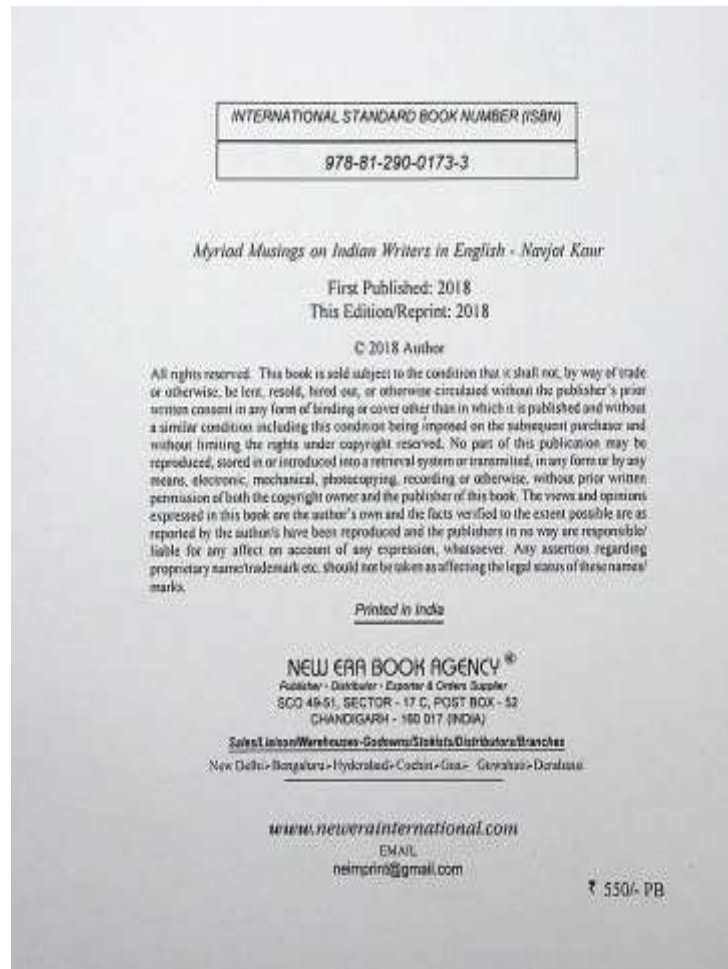 INTERNATIONAL STANDARD BOOK NUMBER (ISBN)
978-81-290-0173-3
Myriad Musings on Indian Writers in English - Navjot Kaur
First Published: 2018
This Edition/Reprint: 2018
© 2018 Author
All rights reserved. This book is sold subject to the condition that it shall not, by way of trade
or otherwise, be lent, resold, hired out, or otherwise circulated without the publisher's prior
written consent in any form of binding or cover other than in which it is published and without
a similar condition including this condition being imposed on the subsequent purchaser and
without limiting the rights under copyright reserved. No part of this publication may be
reproduced, stored in or introduced into a retrieval system or transmitted, in any form or by any
means, electronic, mechanical, photocopying, recording or otherwise, without prior written
permission of both the copyright owner and the publisher of this book. The views and opinions
expressed in this book are the author's own and the facts verified to the extent possible are as
reported by the author/s have been reproduced and the publishers in no way are responsible/
liable for any affect on account of any expression, whatsoever. Any assertion regarding
proprietary name/trademark etc. should not be taken as affecting the legal status of these names/
marks.
Printed in India
NEW ERA BOOK AGENCY ®
Publisher - Distributor - Exporter & Orders Supplier
SCO 49-51, SECTOR - 17 C, POST BOX - 52
CHANDIGARH - 160 017 (INDIA)
Sales/Liaison/Warehouses-Godowns/Stokists/Distributors/Branches
New Delhi- Bengaluru- Hyderabad- Cochin- Goa- Guwahati- Derabassi
www.newerainternational.com
EMAIL
neimprint@gmail.com
₹ 550/- PB